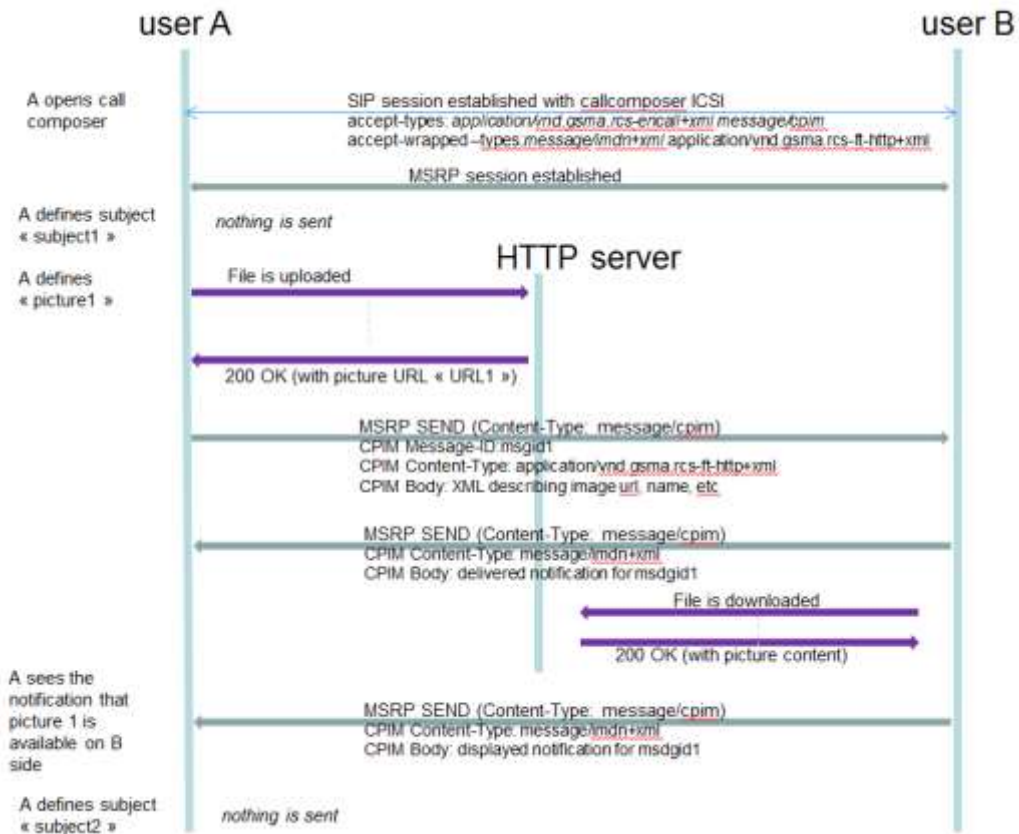 user A
user B
A opens call
composer
SIP session established with callcomposer ICSI
accept-types: application/vnd.gsma.rcs-encall+xml message/cpim
accept-wrapped–types:message/imdn+xml application/vnd.gsma.rcs-ft-http+xml
MSRP session established
A defines subject
« subject1 »
nothing is sent
HTTP server
A defines
« picture1 »
File is uploaded
200 OK (with picture URL « URL1 »)
MSRP SEND (Content-Type: message/cpim)
CPIM Message-ID:msgid1
CPIM Content-Type: application/vnd.gsma.rcs-ft-http+xml
CPIM Body: XML describing image url, name, etc
MSRP SEND (Content-Type: message/cpim)
CPIM Content-Type: message/imdn+xml
CPIM Body: delivered notification for msdgid1
File is downloaded
200 OK (with picture content)
A sees the
notification that
picture 1 is
available on B
side
MSRP SEND (Content-Type: message/cpim)
CPIM Content-Type: message/imdn+xml
CPIM Body: displayed notification for msdgid1
A defines subject
« subject2 »
nothing is sent